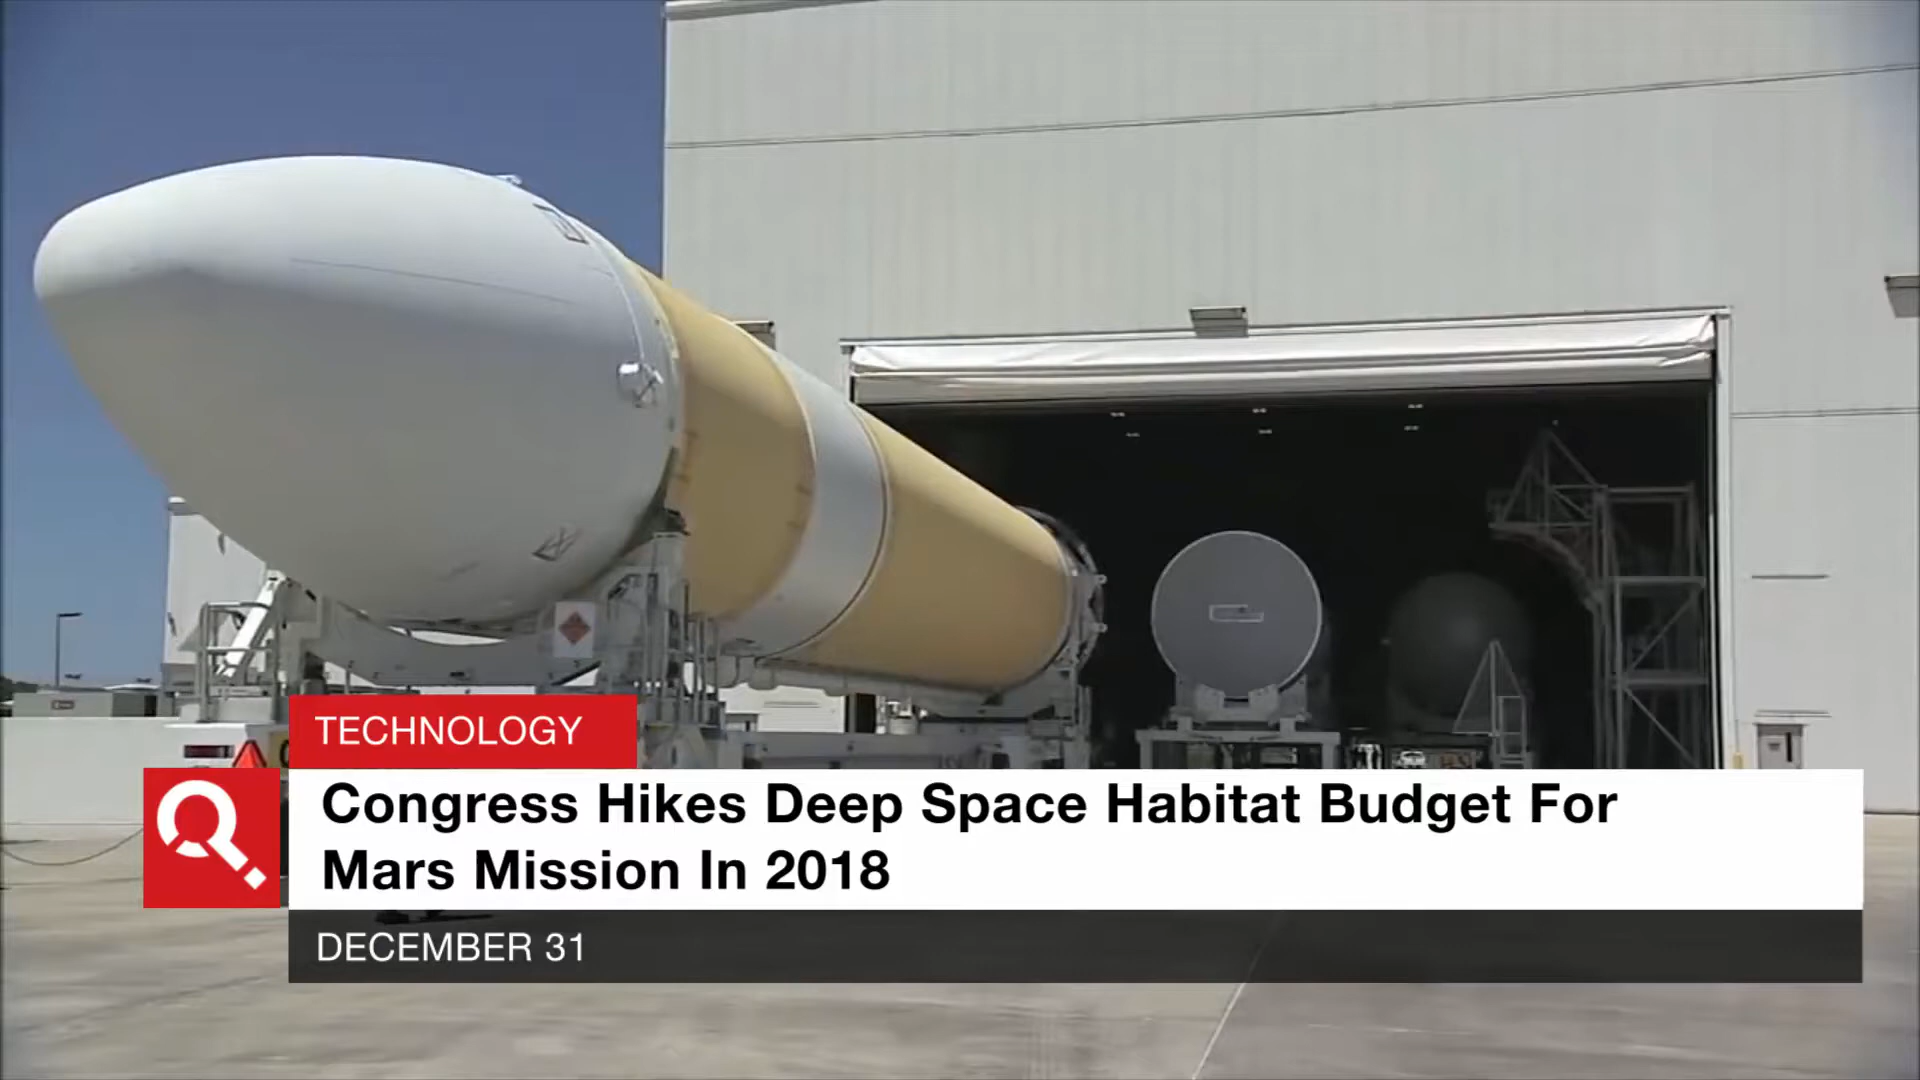 TECHNOLOGY
Congress Hikes Deep Space Habitat Budget For
Mars Mission In 2018
DECEMBER 31